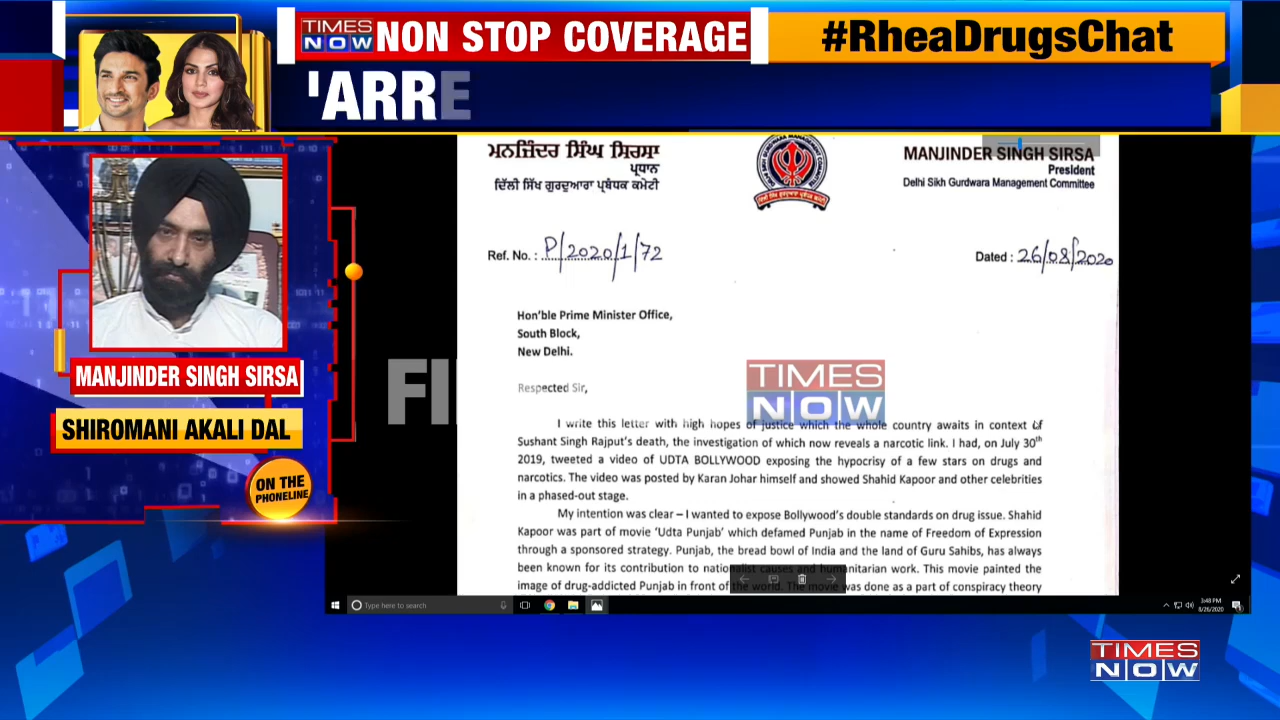 TIMES NOW NON STOP COVERAGE
#RheaDrugsChat
'ARRE
ਮਨਜਿੰਦਰ ਸਿੰਘ ਸਿਰਸਾ
ਪ੍ਰਧਾਨ
ਦਿੱਲੀ ਸਿੱਖ ਗੁਰਦੁਆਰਾ ਪ੍ਰਬੰਧਕ ਕਮੇਟੀ
MANJINDER SINGH SIRSA
President
Delhi Sikh Gurdwara Management Committee
Ref. No. : P/2020/1/72
Dated : 26/08/2020
Hon'ble Prime Minister Office,
South Block,
New Delhi.
Respected Sir,
TIMES
NOW
I write this letter with high hopes of justice which the whole country awaits in context of
Sushant Singh Rajput's death, the investigation of which now reveals a narcotic link. I had, on July 30th
2019, tweeted a video of UDTA BOLLYWOOD exposing the hypocrisy of a few stars on drugs and
narcotics. The video was posted by Karan Johar himself and showed Shahid Kapoor and other celebrities
in a phased-out stage.
My intention was clear – I wanted to expose Bollywood's double standards on drug issue. Shahid
Kapoor was part of movie 'Udta Punjab' which defamed Punjab in the name of Freedom of Expression
through a sponsored strategy. Punjab, the bread bowl of India and the land of Guru Sahibs, has always
been known for its contribution to nationalist causes and humanitarian work. This movie painted the
image of drug-addicted Punjab in front of the world. The movie was done as a part of conspiracy theory
MANJINDER SINGH SIRSA
SHIROMANI AKALI DAL
ON THE
PHONELINE
FI
Type here to search
3:48 PM
8/26/2020
TIMES
NOW